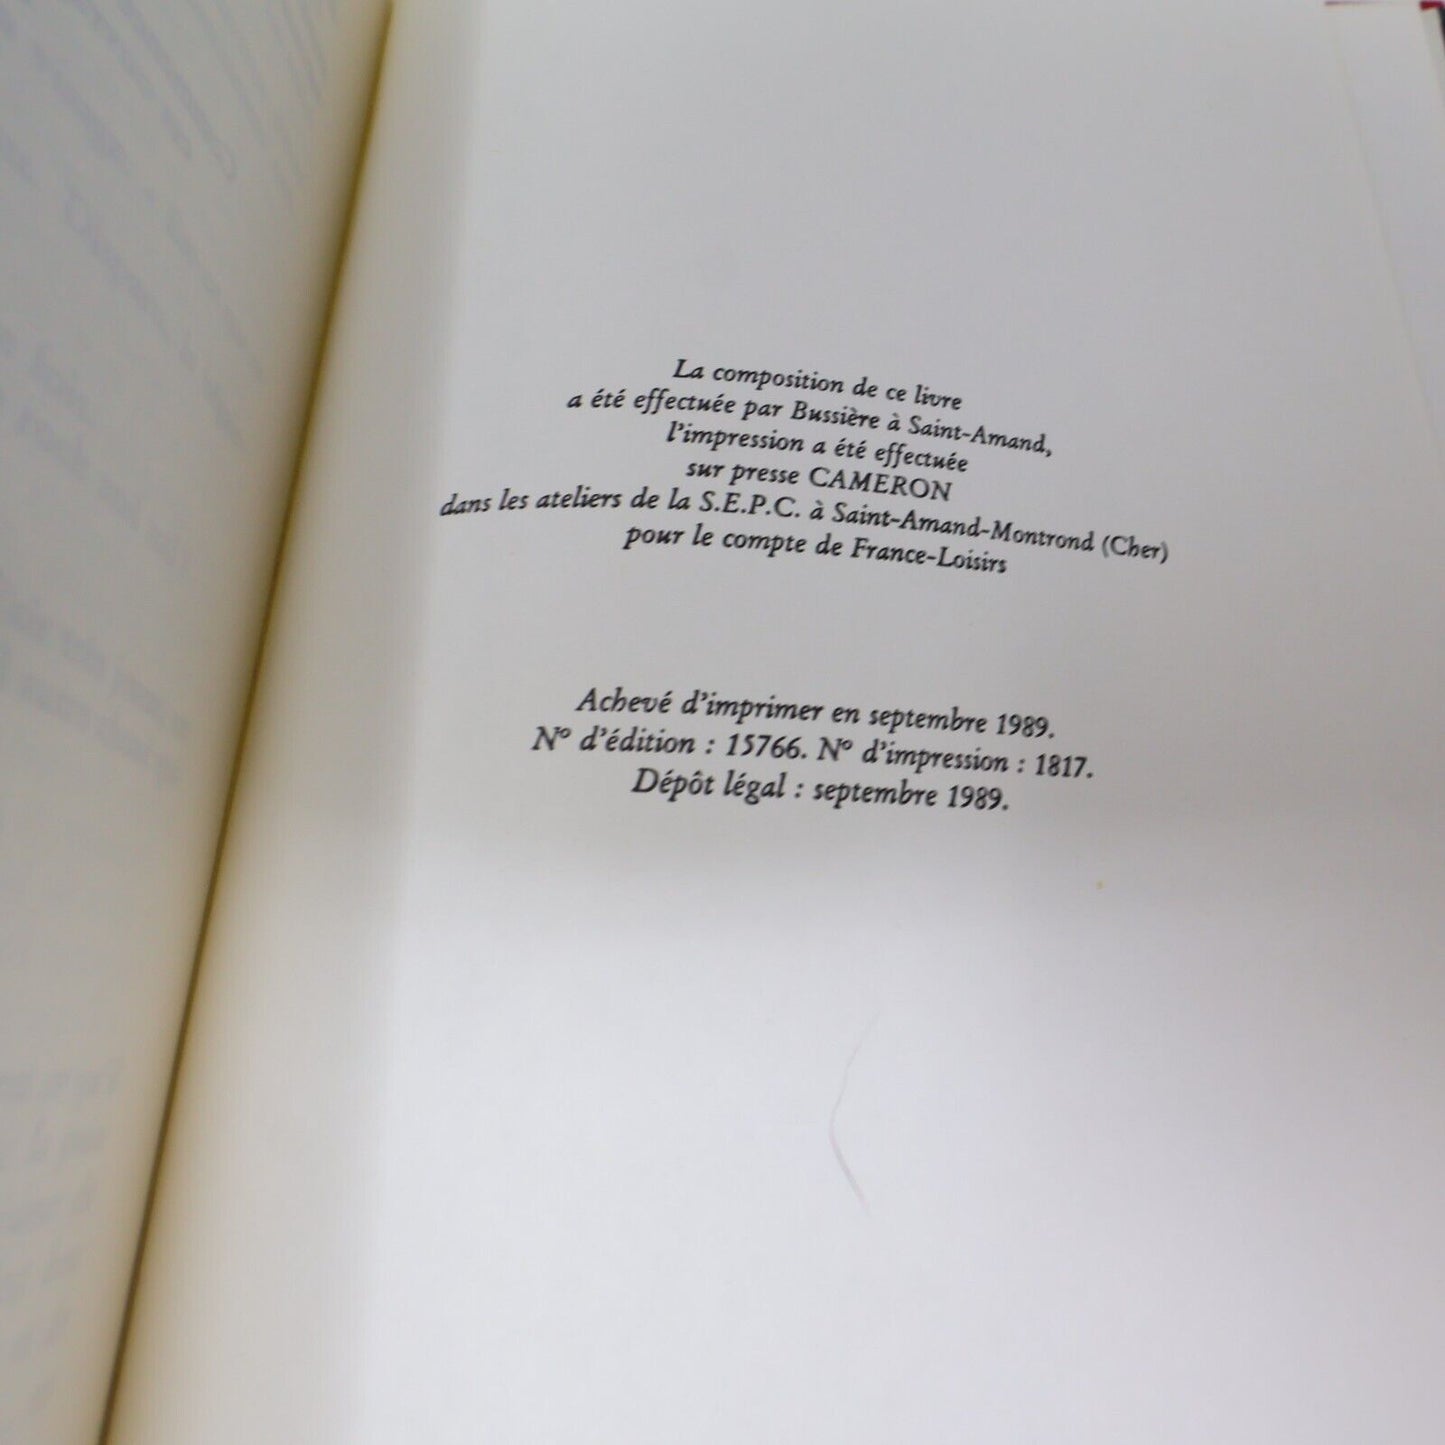 La composition de ce livre
a été effectuée par Bussière à Saint-Amand,
l'impression a été effectuée
sur presse CAMERON
dans les ateliers de la S.E.P.C. à Saint-Amand-Montrond (Cher)
pour le compte de France-Loisirs
Achevé d'imprimer en septembre 1989.
N° d'édition : 15766. N° d'impression : 1817.
Dépôt légal : septembre 1989.